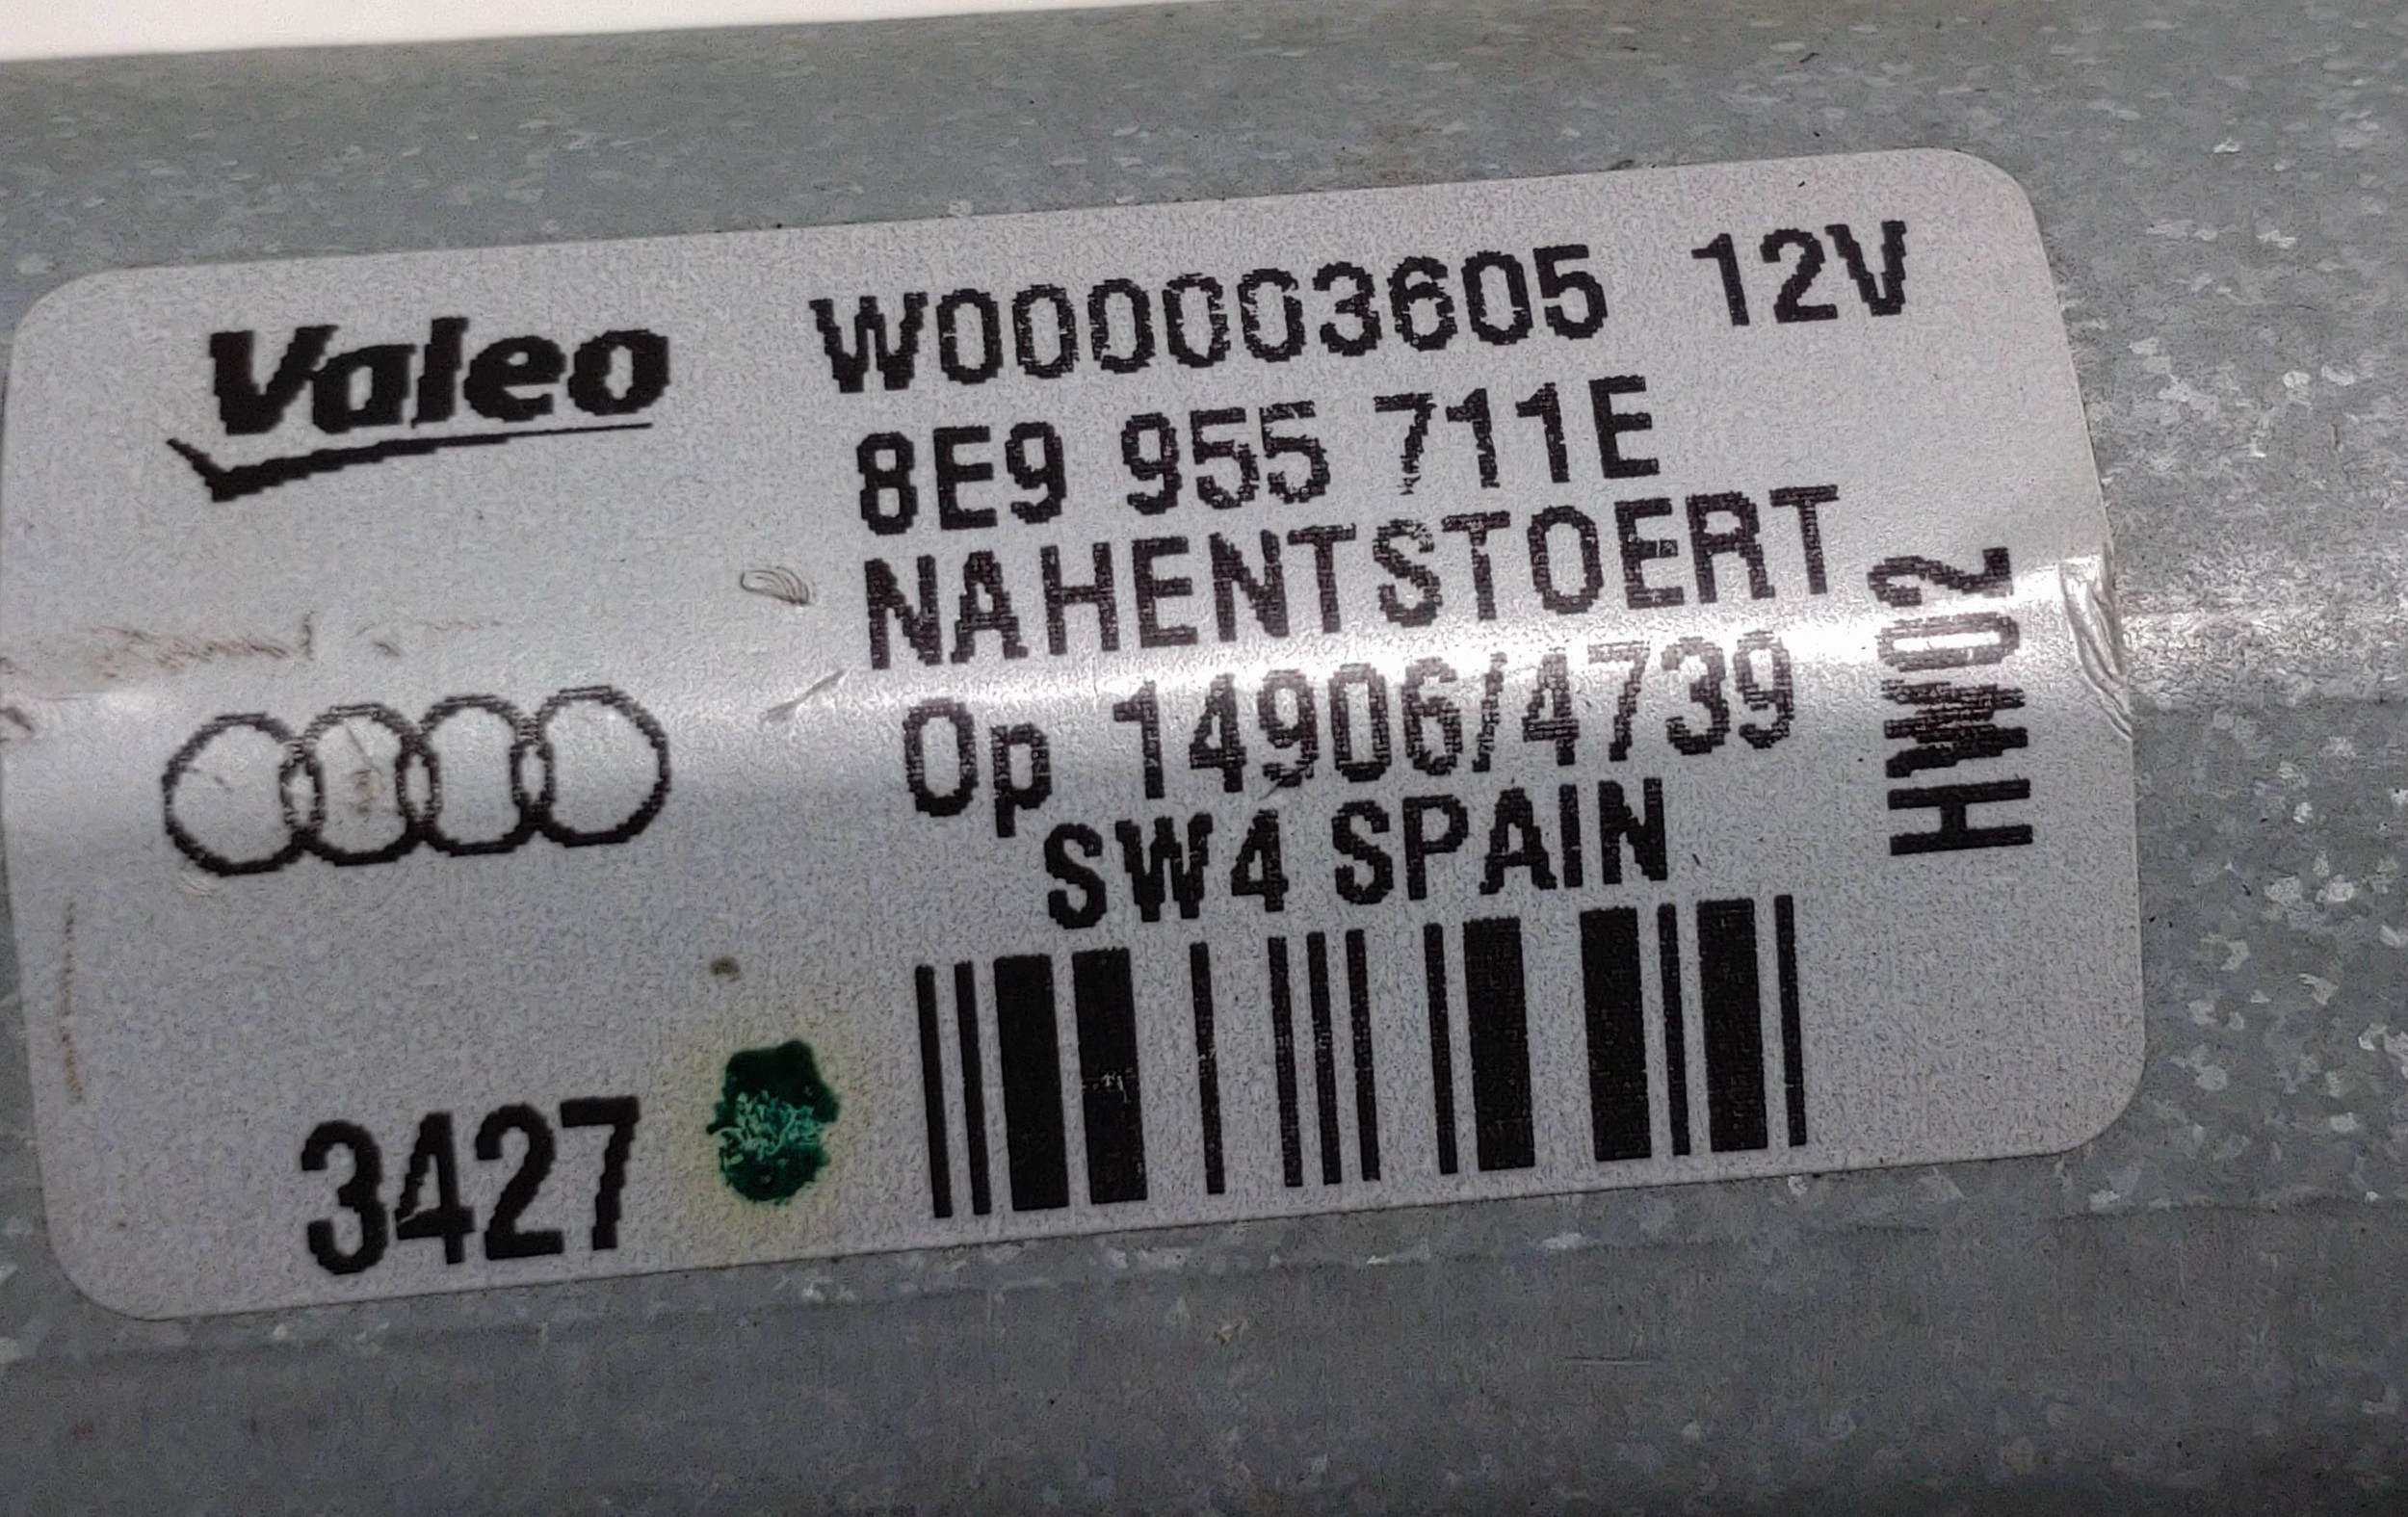 Valeo
W000003605 12V
8E9 955 711E
NAHENTSTOERT
Op 14906/4739
SW4 SPAIN
HW02
3427